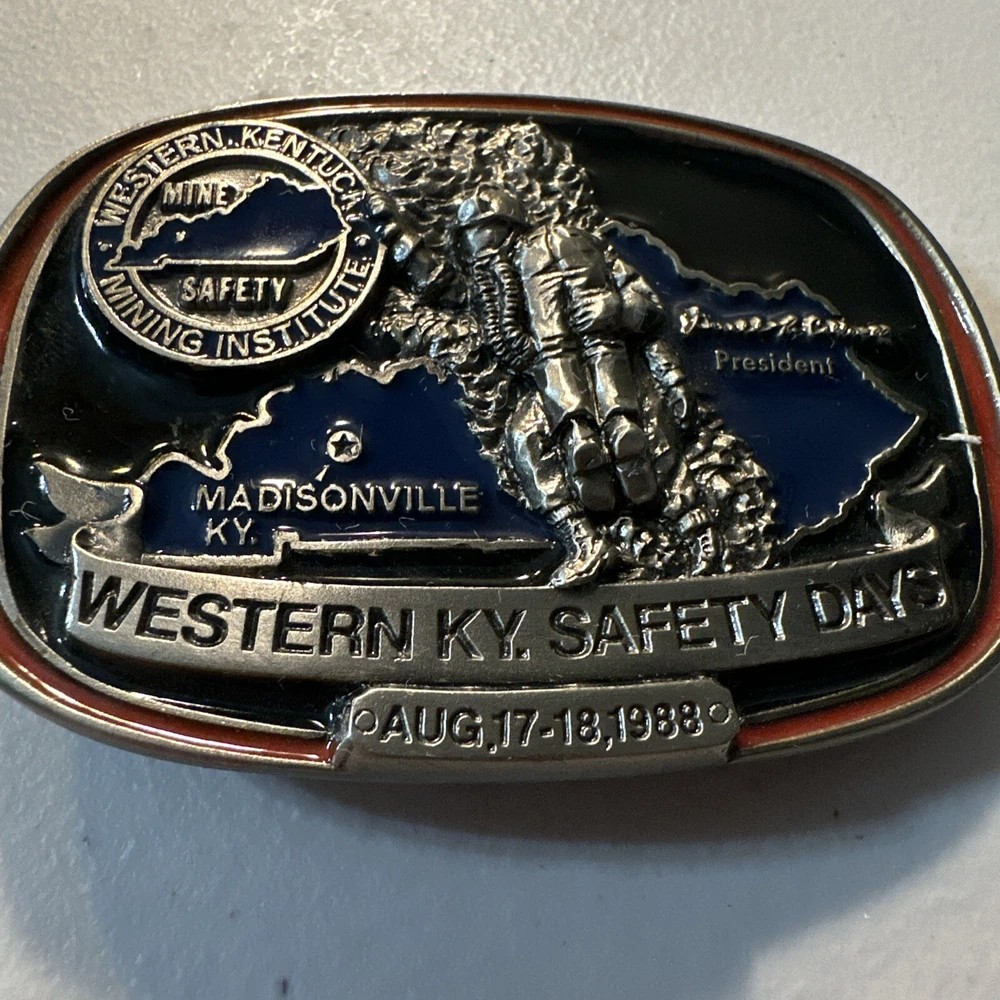 WESTERN KENTUCKY
MINE
SAFETY
MINING INSTITUTE
President
MADISONVILLE
KY.
WESTERN KY. SAFETY DAYS
AUG, 17-18, 1988